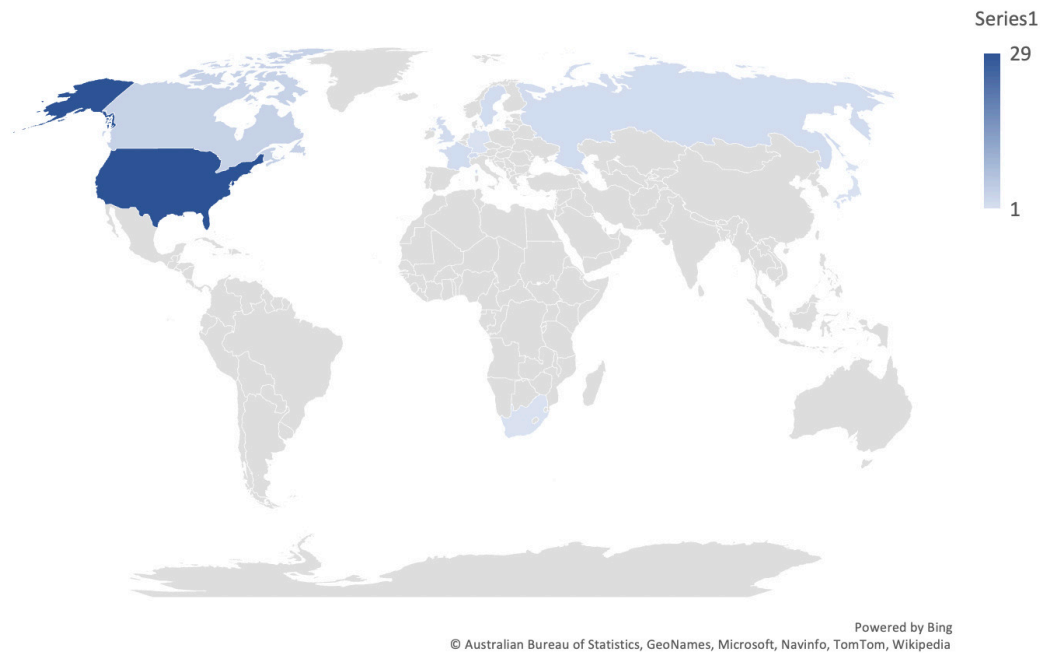 Series1
29
1
Powered by Bing
© Australian Bureau of Statistics, GeoNames, Microsoft, Navinfo, TomTom, Wikipedia